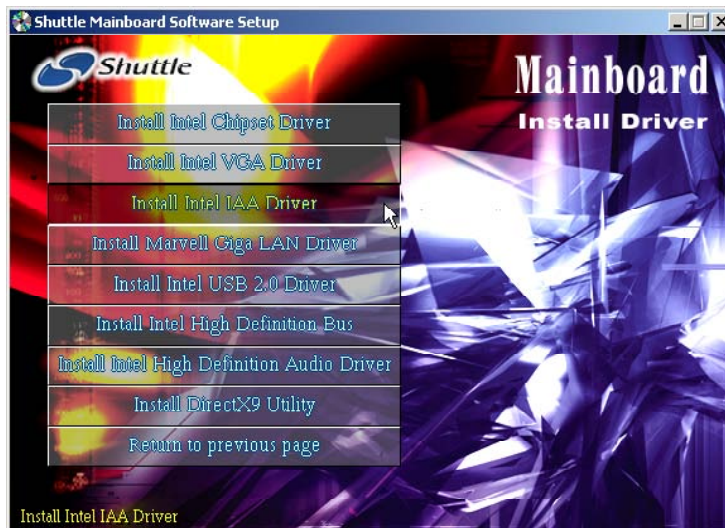 Shuttle Mainboard Software Setup
Shuttle
Mainboard
Install Driver
Install Intel Chipset Driver
Install Intel VGA Driver
Install Intel IAA Driver
Install Marvell Giga LAN Driver
Install Intel USB 2.0 Driver
Install Intel High Definition Bus
Install Intel High Definition Audio Driver
Install DirectX9 Utility
Return to previous page
Install Intel IAA Driver